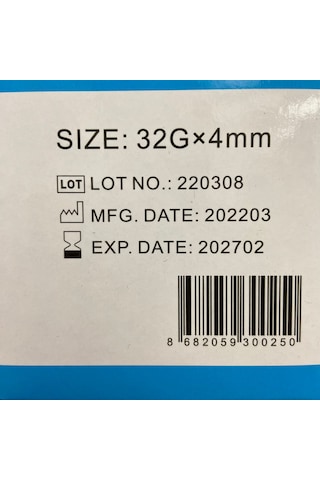 SIZE: 32G×4mm
LOT LOT NO.: 220308
MFG. DATE: 202203
EXP. DATE: 202702
8 682059 300250